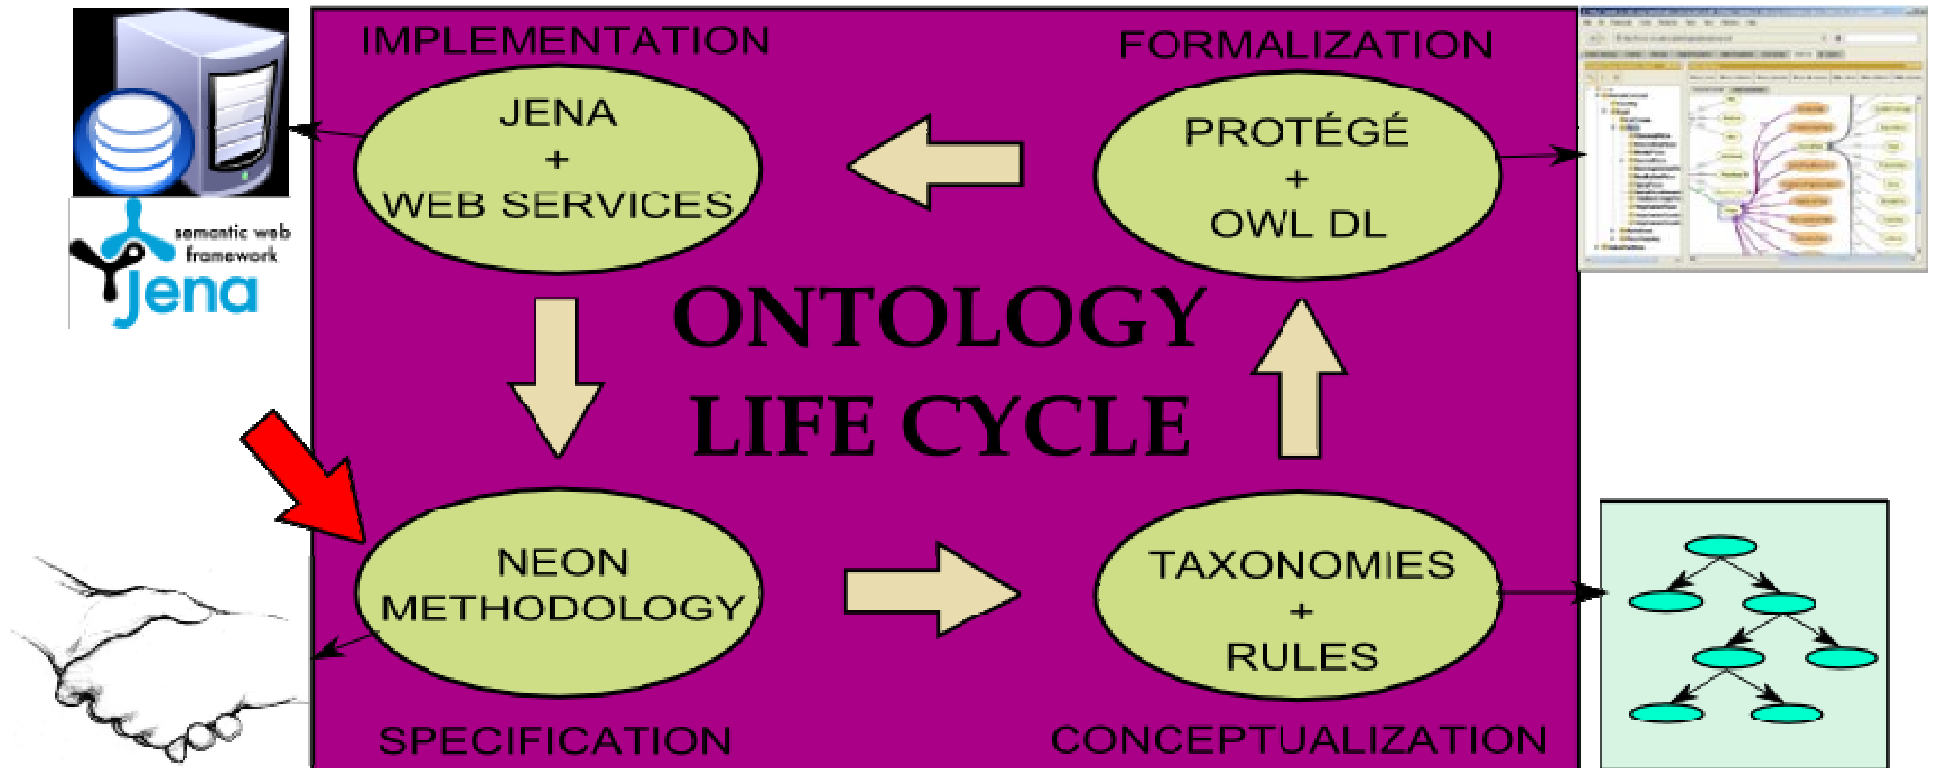 IMPLEMENTATION
FORMALIZATION
JENA
+
WEB SERVICES
PROTÉGÉ
+
OWL DL
semantic web
framework
jena
ONTOLOGY
LIFE CYCLE
NEON
METHODOLOGY
TAXONOMIES
+
RULES
SPECIFICATION
CONCEPTUALIZATION